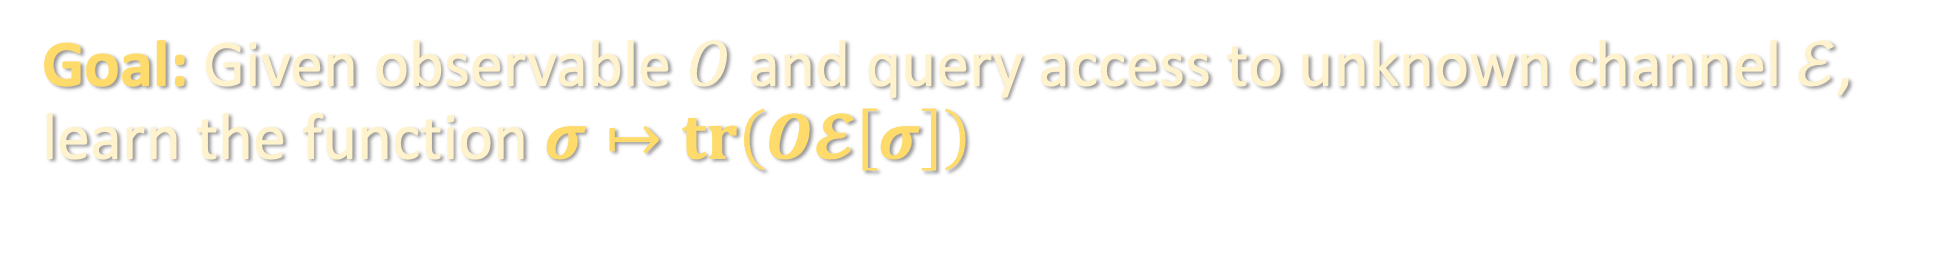 Goal: Given observable O and query access to unknown channel ℰ,
learn the function σ ↦ tr(Oℰ[σ])